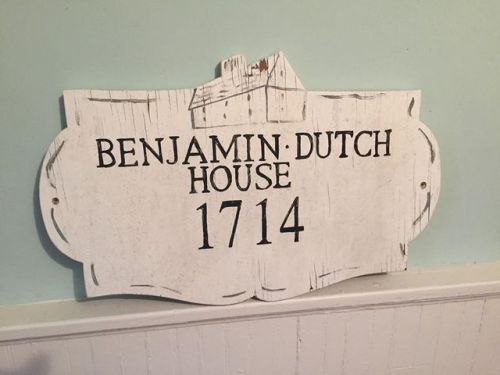 BENJAMIN · DUTCH
HOUSE
1714